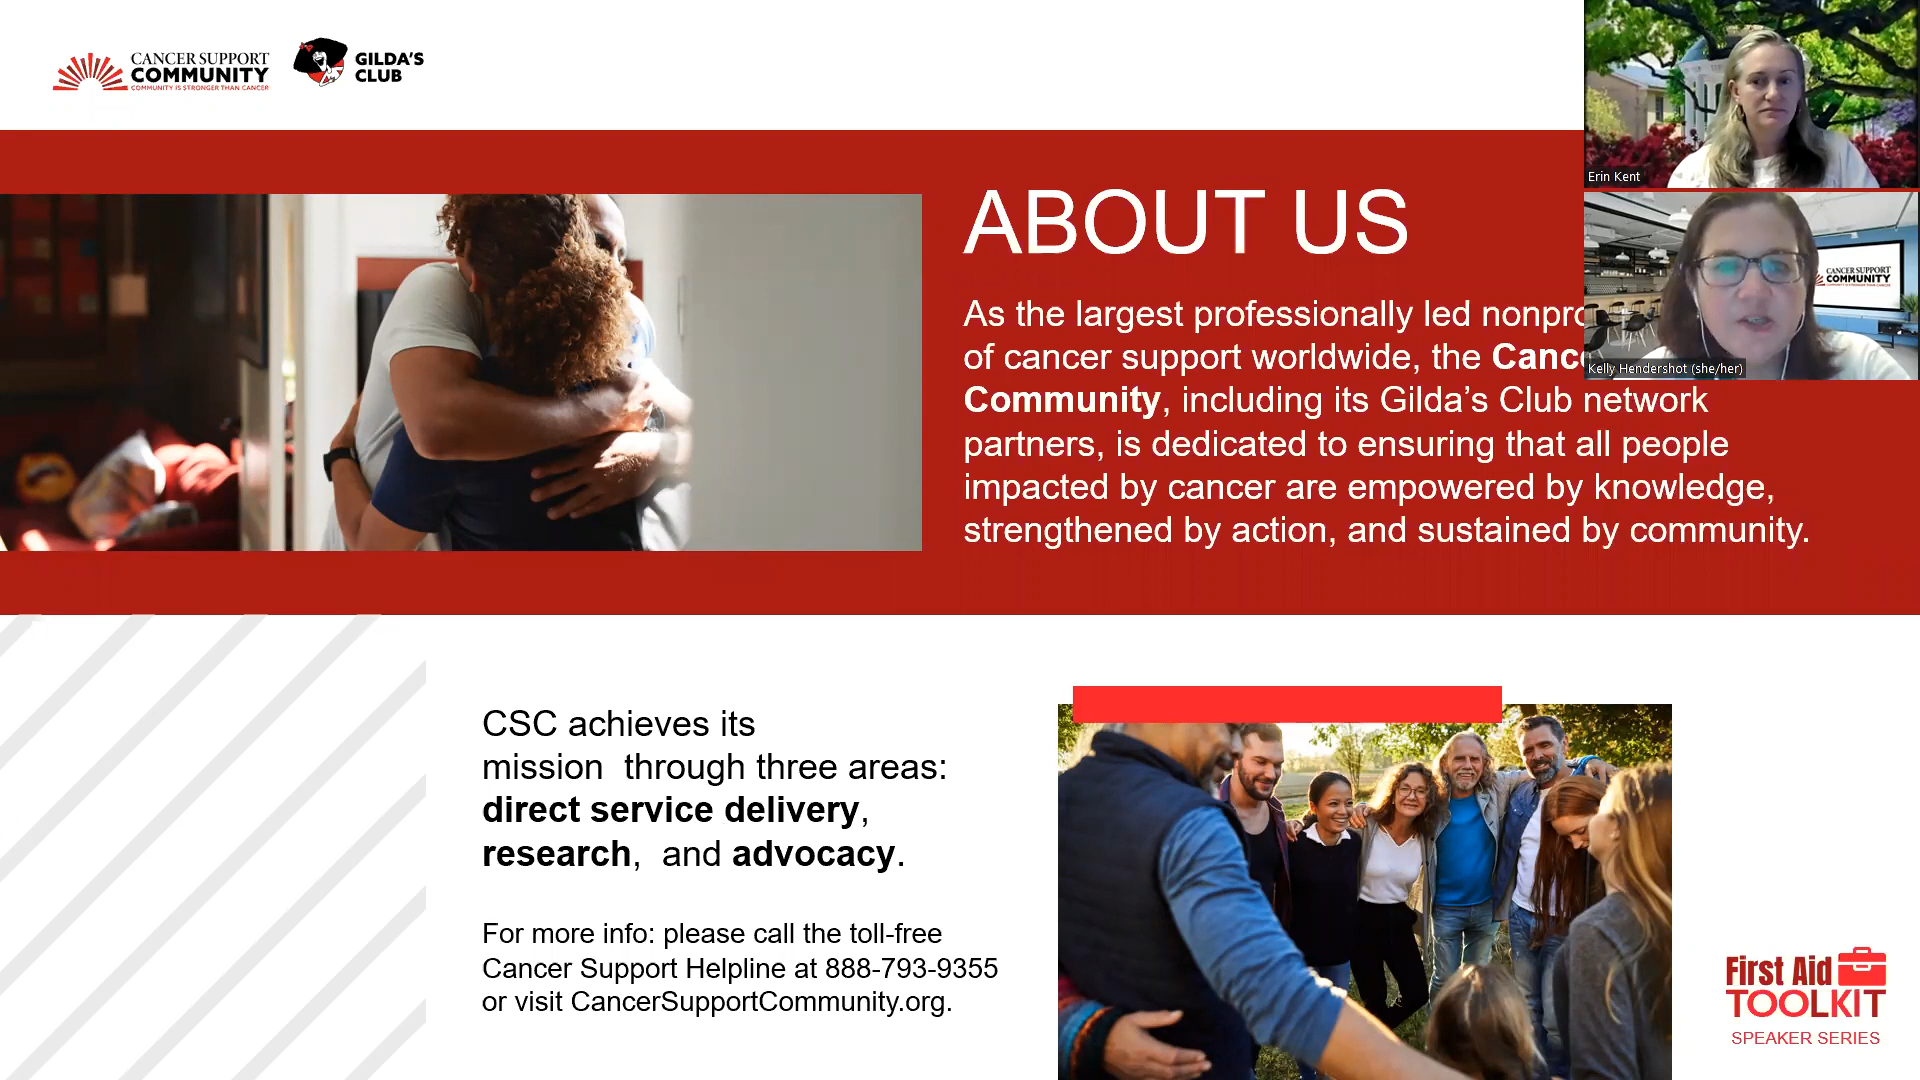 CANCER SUPPORT
COMMUNITY
COMMUNITY IS STRONGER THAN CANCER
GILDA'S
CLUB
ABOUT US
As the largest professionally led
of cancer support worldwide, the
Community, including its Gilda's Club network
partners, is dedicated to ensuring that all people
impacted by cancer are empowered by knowledge,
strengthened by action, and sustained by community.
Erin Kent
CANCER SUPPORT
COMMUNITY
Kelly Hendershot (she/her)
CSC achieves its
mission through three areas:
direct service delivery,
research, and advocacy.
For more info: please call the toll-free
Cancer Support Helpline at 888-793-9355
or visit CancerSupportCommunity.org.
First Aid
TOOLKIT
SPEAKER SERIES